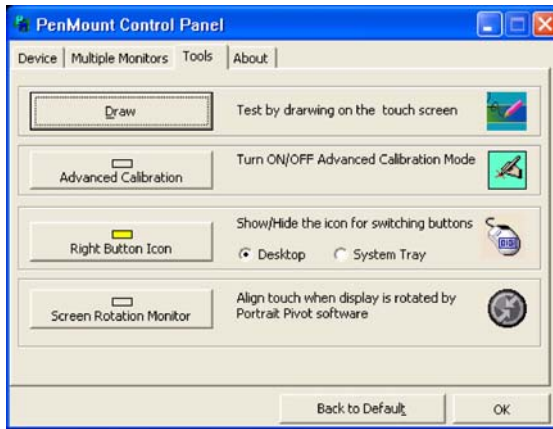 PenMount Control Panel
Device Multiple Monitors Tools About
Draw
Test by drarwing on the touch screen
Advanced Calibration
Turn ON/OFF Advanced Calibration Mode
Right Button Icon
Show/Hide the icon for switching buttons
Desktop System Tray
Screen Rotation Monitor
Align touch when display is rotated by
Portrait Pivot software
Back to Default
OK